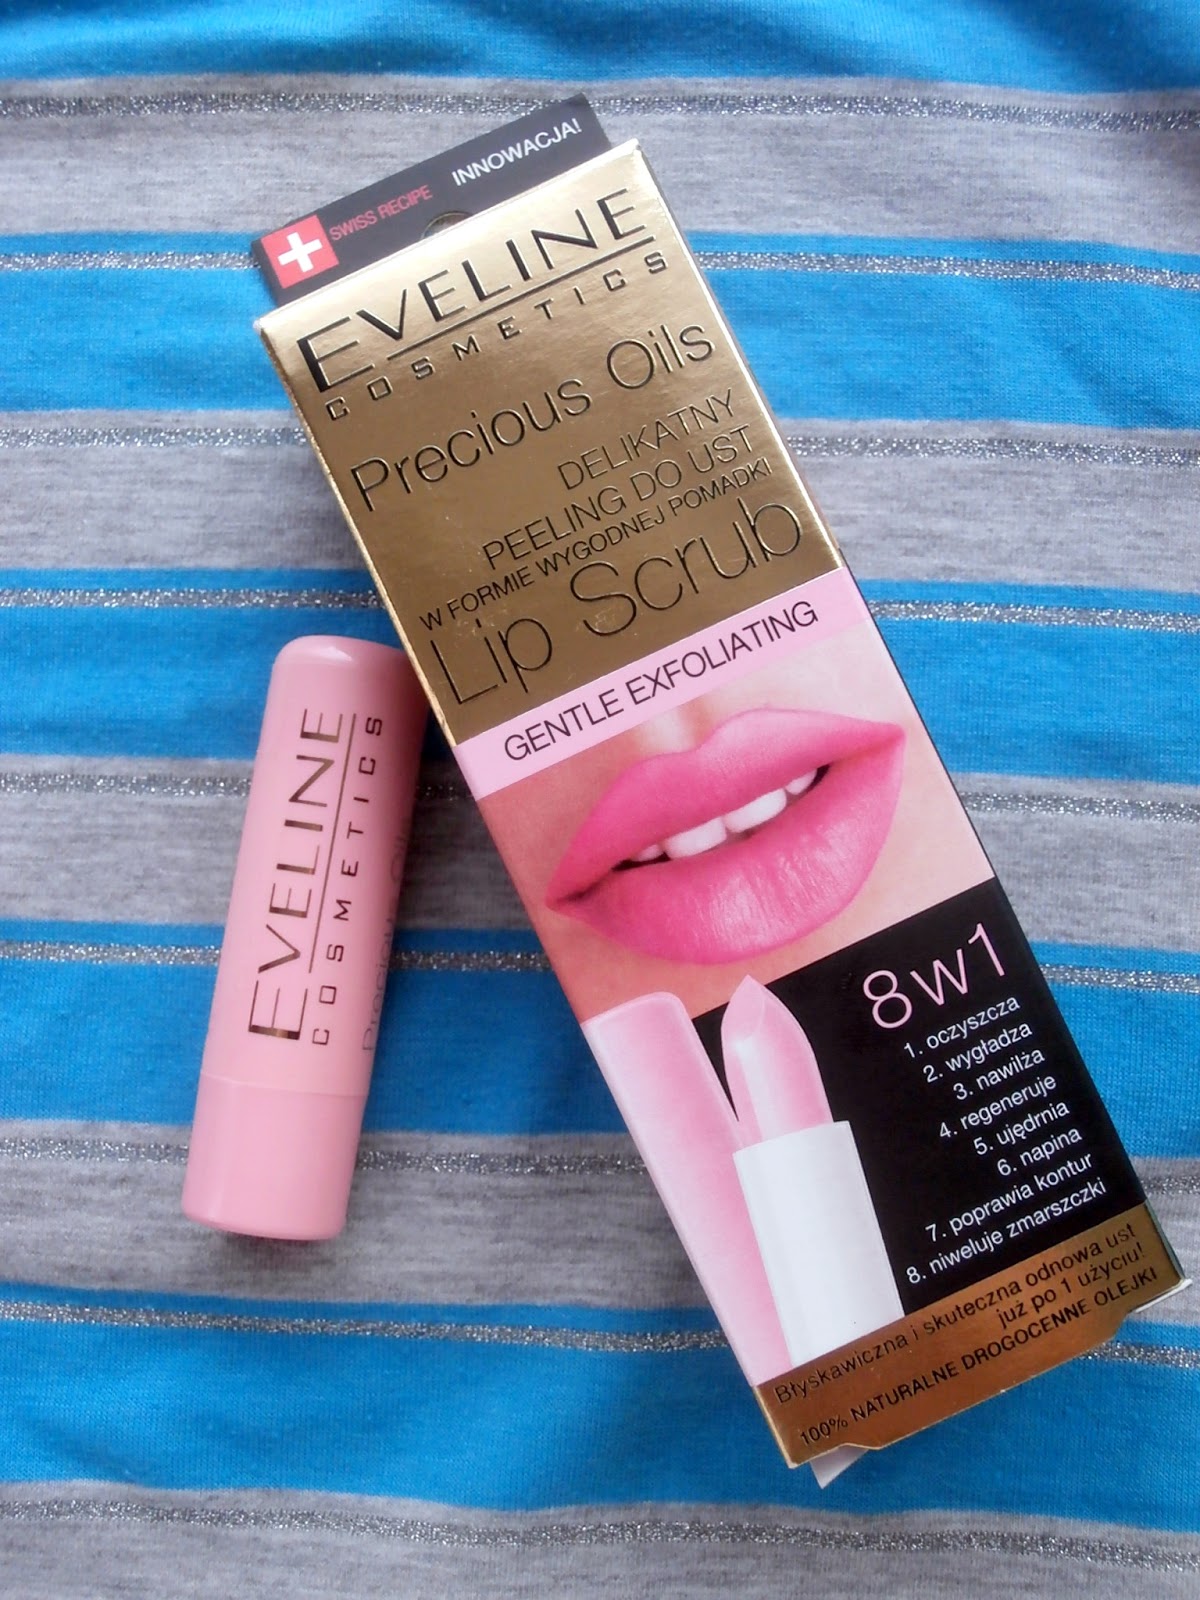 SWISS RECIPE INNOWACJA!
EVELINE
COSMETICS
Precious Oils
DELIKATNY
PEELING DO UST
W FORMIE WYGODNEJ POMADKI
Lip Scrub
GENTLE EXFOLIATING
8 w 1
1. oczyszcza
2. wygładza
3. nawilża
4. regeneruje
5. ujędrnia
6. napina
7. poprawia kontur
8. niweluje zmarszczki
Błyskawiczna i skuteczna odnowa ust
już po 1 użyciu!
100% NATURALNE DROGOCENNE OLEJKI
EVELINE
COSMETICS
Precious Oils